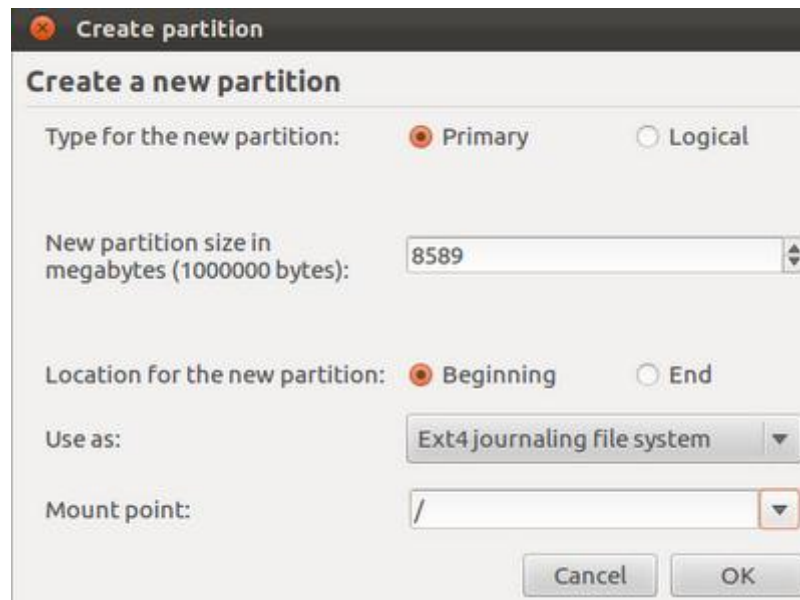 Create partition
Create a new partition
Type for the new partition: Primary Logical
New partition size in
megabytes (1000000 bytes): 8589
Location for the new partition: Beginning End
Use as: Ext4 journaling file system
Mount point: /
Cancel OK